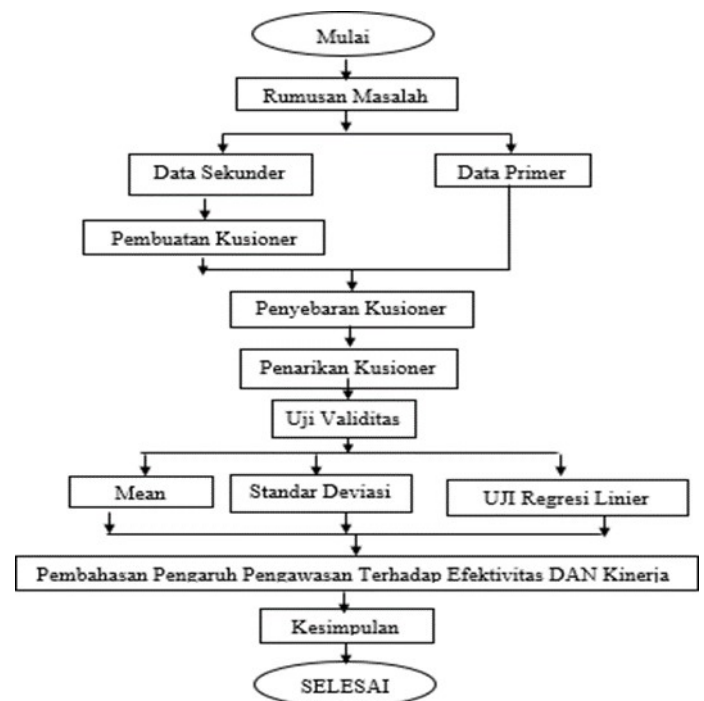 Mulai
Rumusan Masalah
Data Sekunder
Data Primer
Pembuatan Kusioner
Penyebaran Kusioner
Penarikan Kusioner
Uji Validitas
Mean
Standar Deviasi
UJI Regresi Linier
Pembahasan Pengaruh Pengawasan Terhadap Efektivitas DAN Kinerja
Kesimpulan
SELESAI